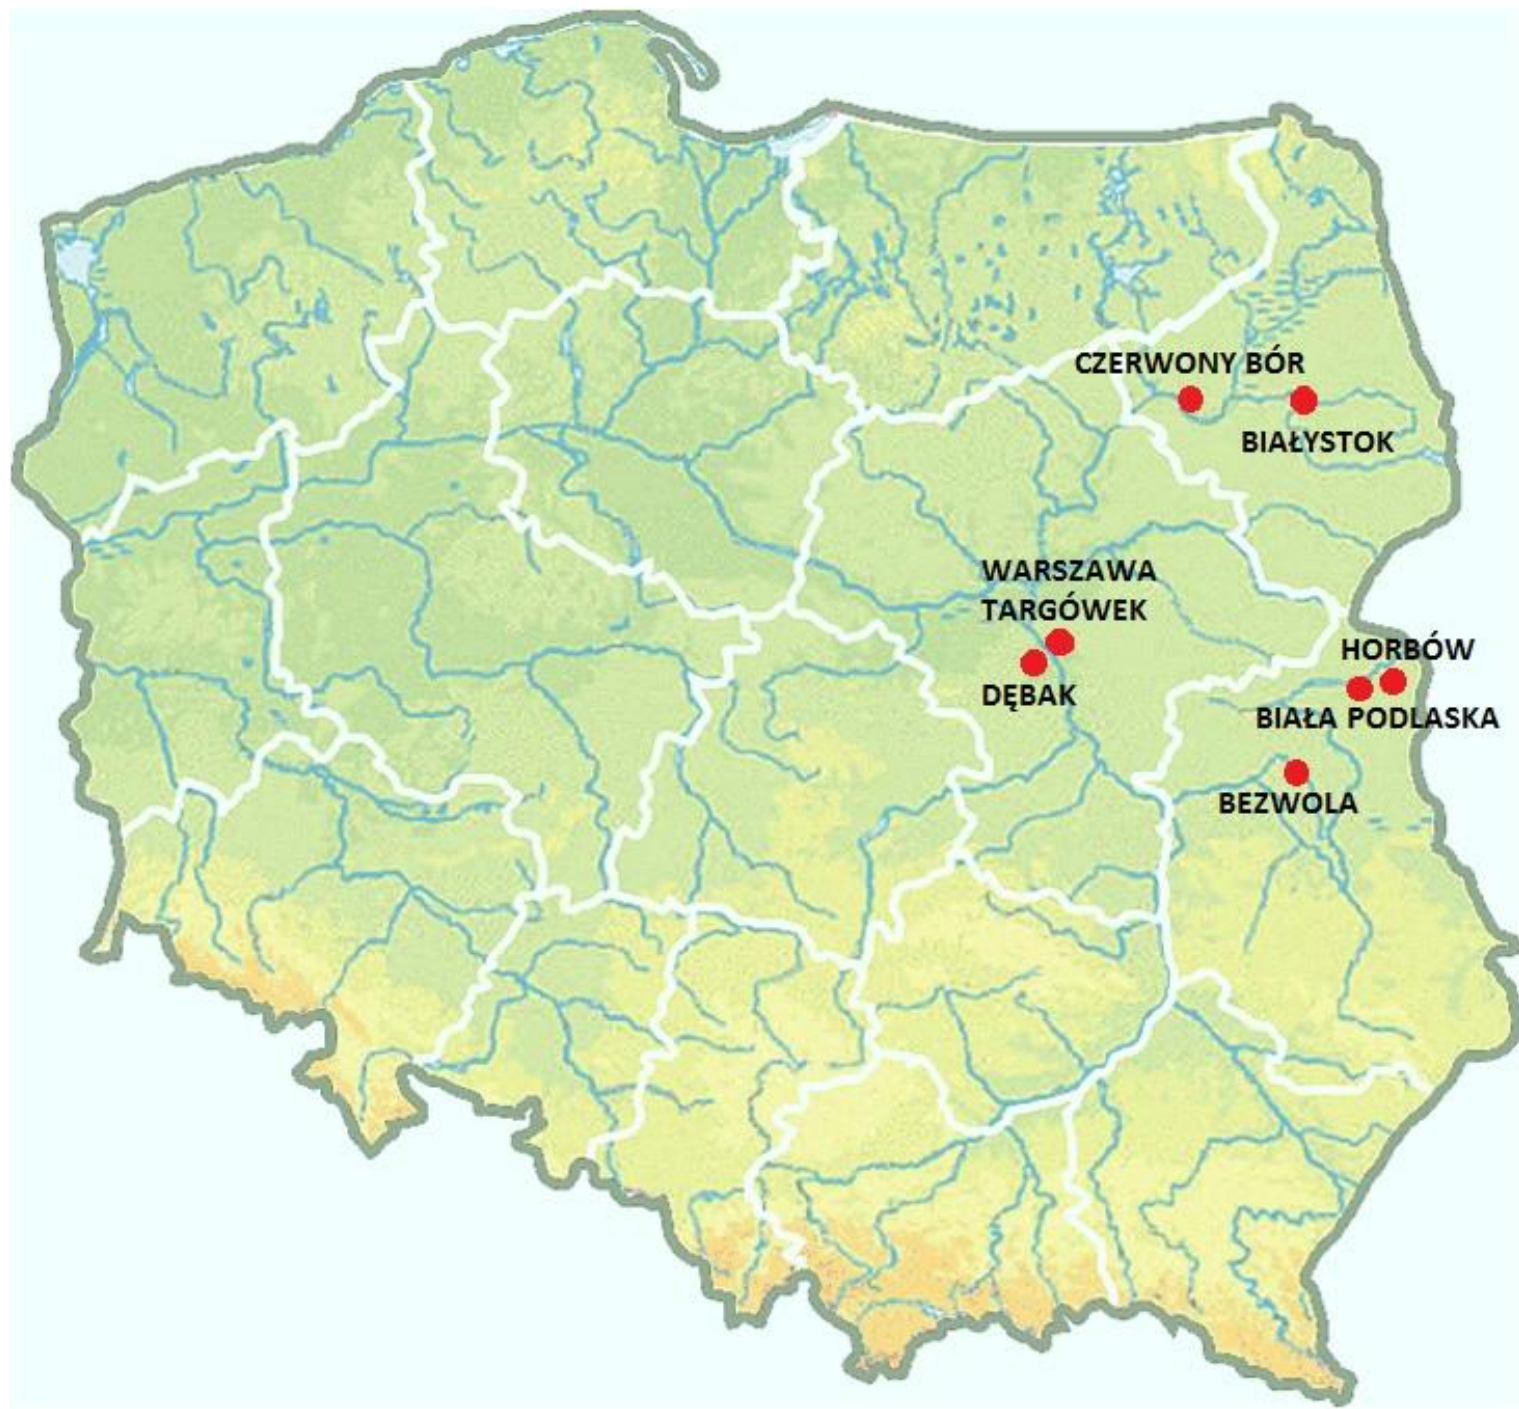 CZERWONY BÓR
BIAŁYSTOK
WARSZAWA
TARGÓWEK
DĘBAK
HORBÓW
BIAŁA PODLASKA
BEZWOLA